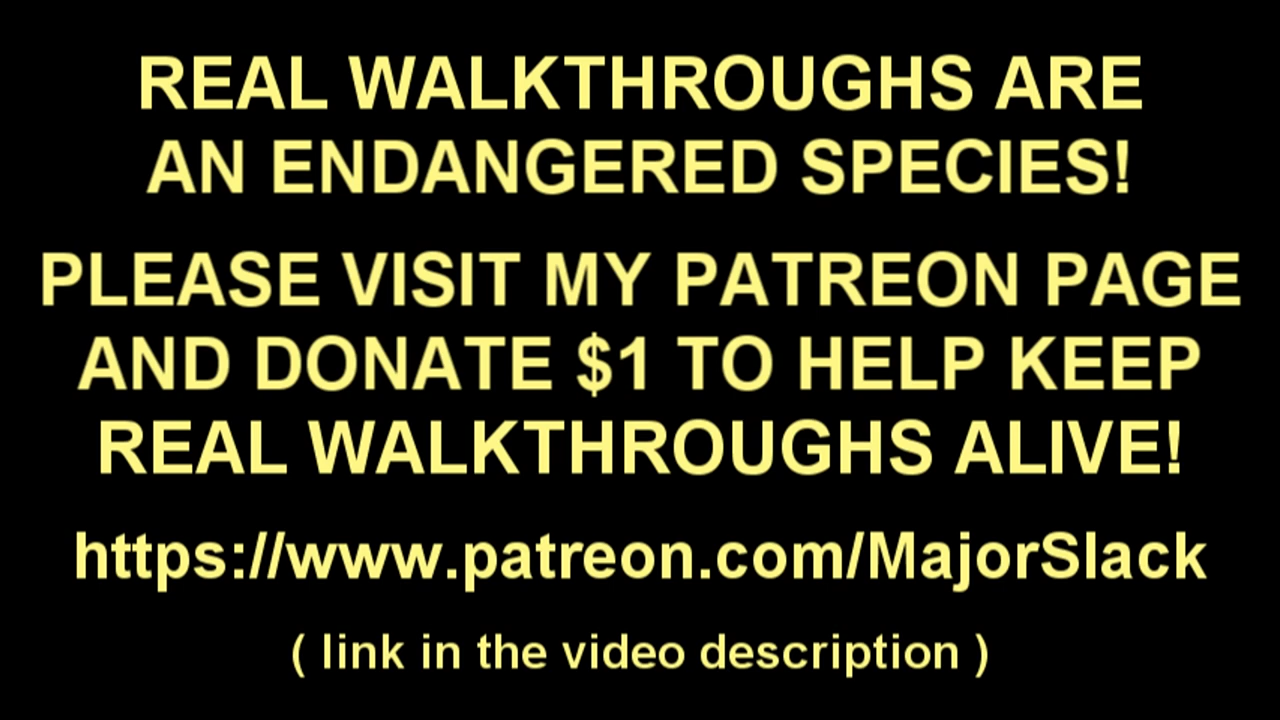 REAL WALKTHROUGHS ARE
AN ENDANGERED SPECIES!
PLEASE VISIT MY PATREON PAGE
AND DONATE $1 TO HELP KEEP
REAL WALKTHROUGHS ALIVE!
https://www.patreon.com/MajorSlack
( link in the video description )